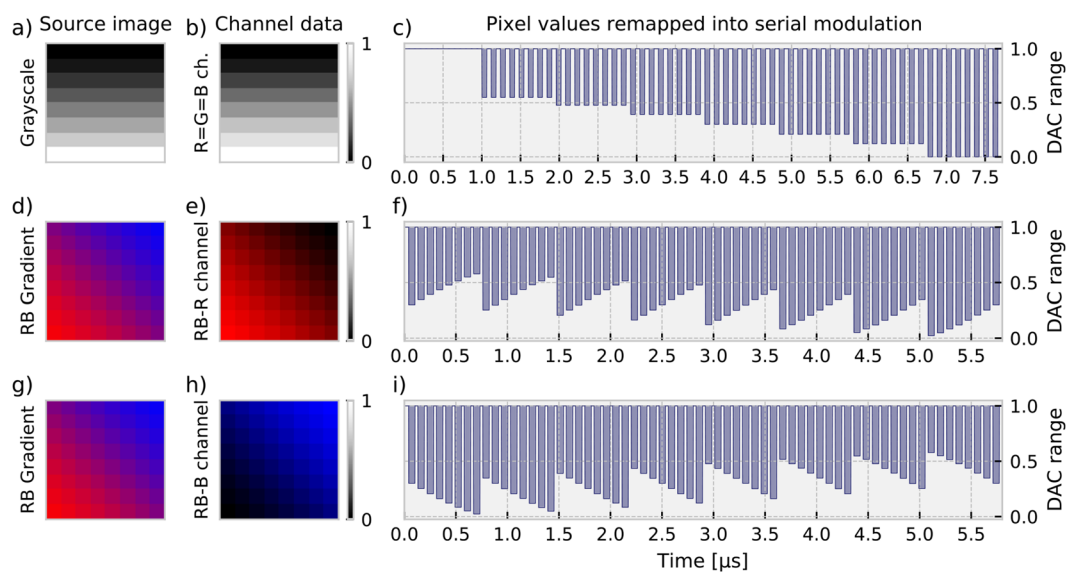 a) Source image b) Channel data c) Pixel values remapped into serial modulation
Grayscale
R=G=B ch.
1
0
1.0
0.5
0.0
DAC range
0.0 0.5 1.0 1.5 2.0 2.5 3.0 3.5 4.0 4.5 5.0 5.5 6.0 6.5 7.0 7.5
d) e) f)
RB Gradient
RB-R channel
1
0
1.0
0.5
0.0
DAC range
0.0 0.5 1.0 1.5 2.0 2.5 3.0 3.5 4.0 4.5 5.0 5.5
g) h) i)
RB Gradient
RB-B channel
1
0
1.0
0.5
0.0
DAC range
0.0 0.5 1.0 1.5 2.0 2.5 3.0 3.5 4.0 4.5 5.0 5.5
Time [µs]